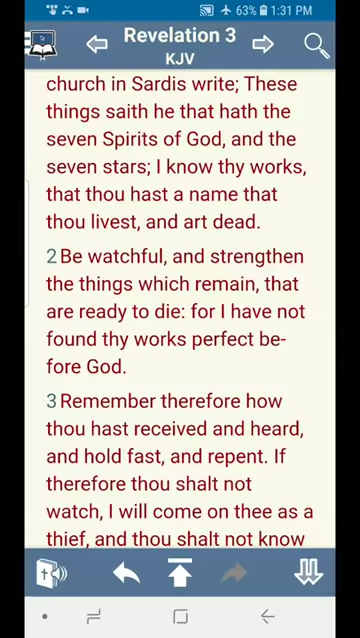 63% 1:31 PM
Revelation 3
KJV
church in Sardis write; These
things saith he that hath the
seven Spirits of God, and the
seven stars; I know thy works,
that thou hast a name that
thou livest, and art dead.
2 Be watchful, and strengthen
the things which remain, that
are ready to die: for I have not
found thy works perfect be-
fore God.
3 Remember therefore how
thou hast received and heard,
and hold fast, and repent. If
therefore thou shalt not
watch, I will come on thee as a
thief, and thou shalt not know